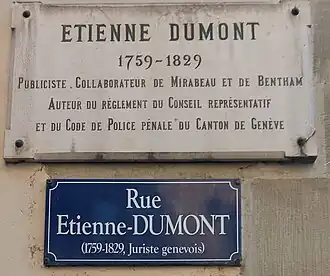 ETIENNE DUMONT
1759-1829
PUBLICISTE, COLLABORATEUR DE MIRABEAU ET DE BENTHAM
AUTEUR DU RÈGLEMENT DU CONSEIL REPRÉSENTATIF
ET DU CODE DE POLICE PÉNALE DU CANTON DE GENÈVE
Rue
Etienne-DUMONT
(1759-1829, Juriste genevois)